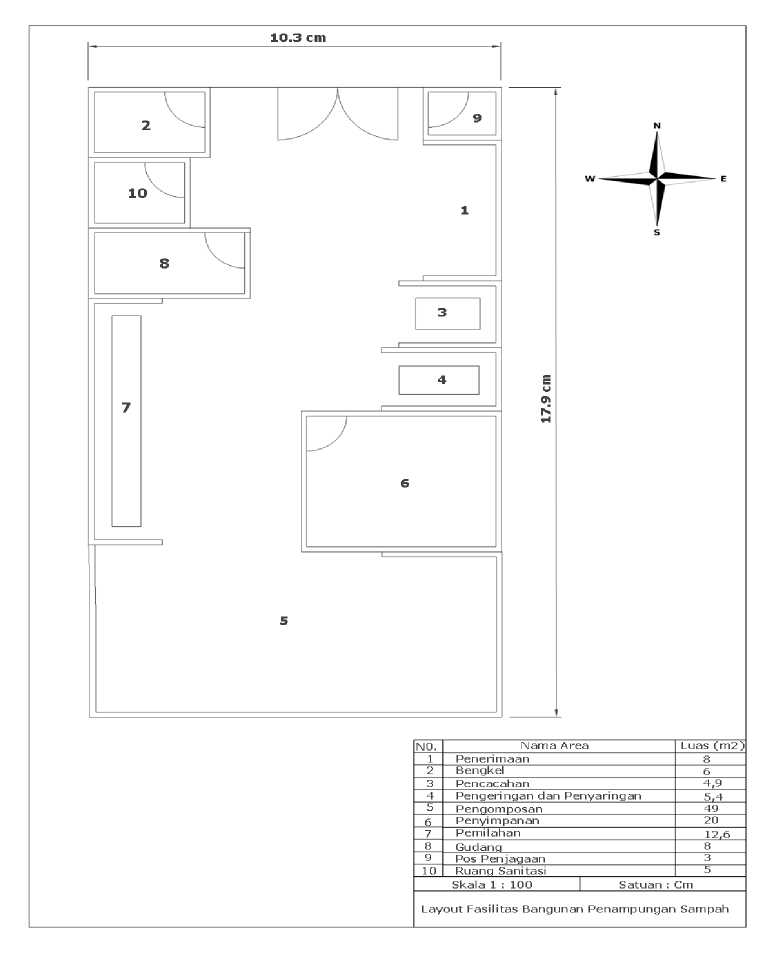 10.3 cm
2
9
N
W E
S
10
1
8
3
4
17.9 cm
7
6
5
N0. Nama Area Luas (m2)
1 Penerimaan 8
2 Bengkel 6
3 Pencacahan 4,9
4 Pengeringan dan Penyaringan 5,4
5 Pengomposan 49
6 Penyimpanan 20
7 Pemilahan 12,6
8 Gudang 8
9 Pos Penjagaan 3
10 Ruang Sanitasi 5
Skala 1 : 100 Satuan : Cm
Layout Fasilitas Bangunan Penampungan Sampah